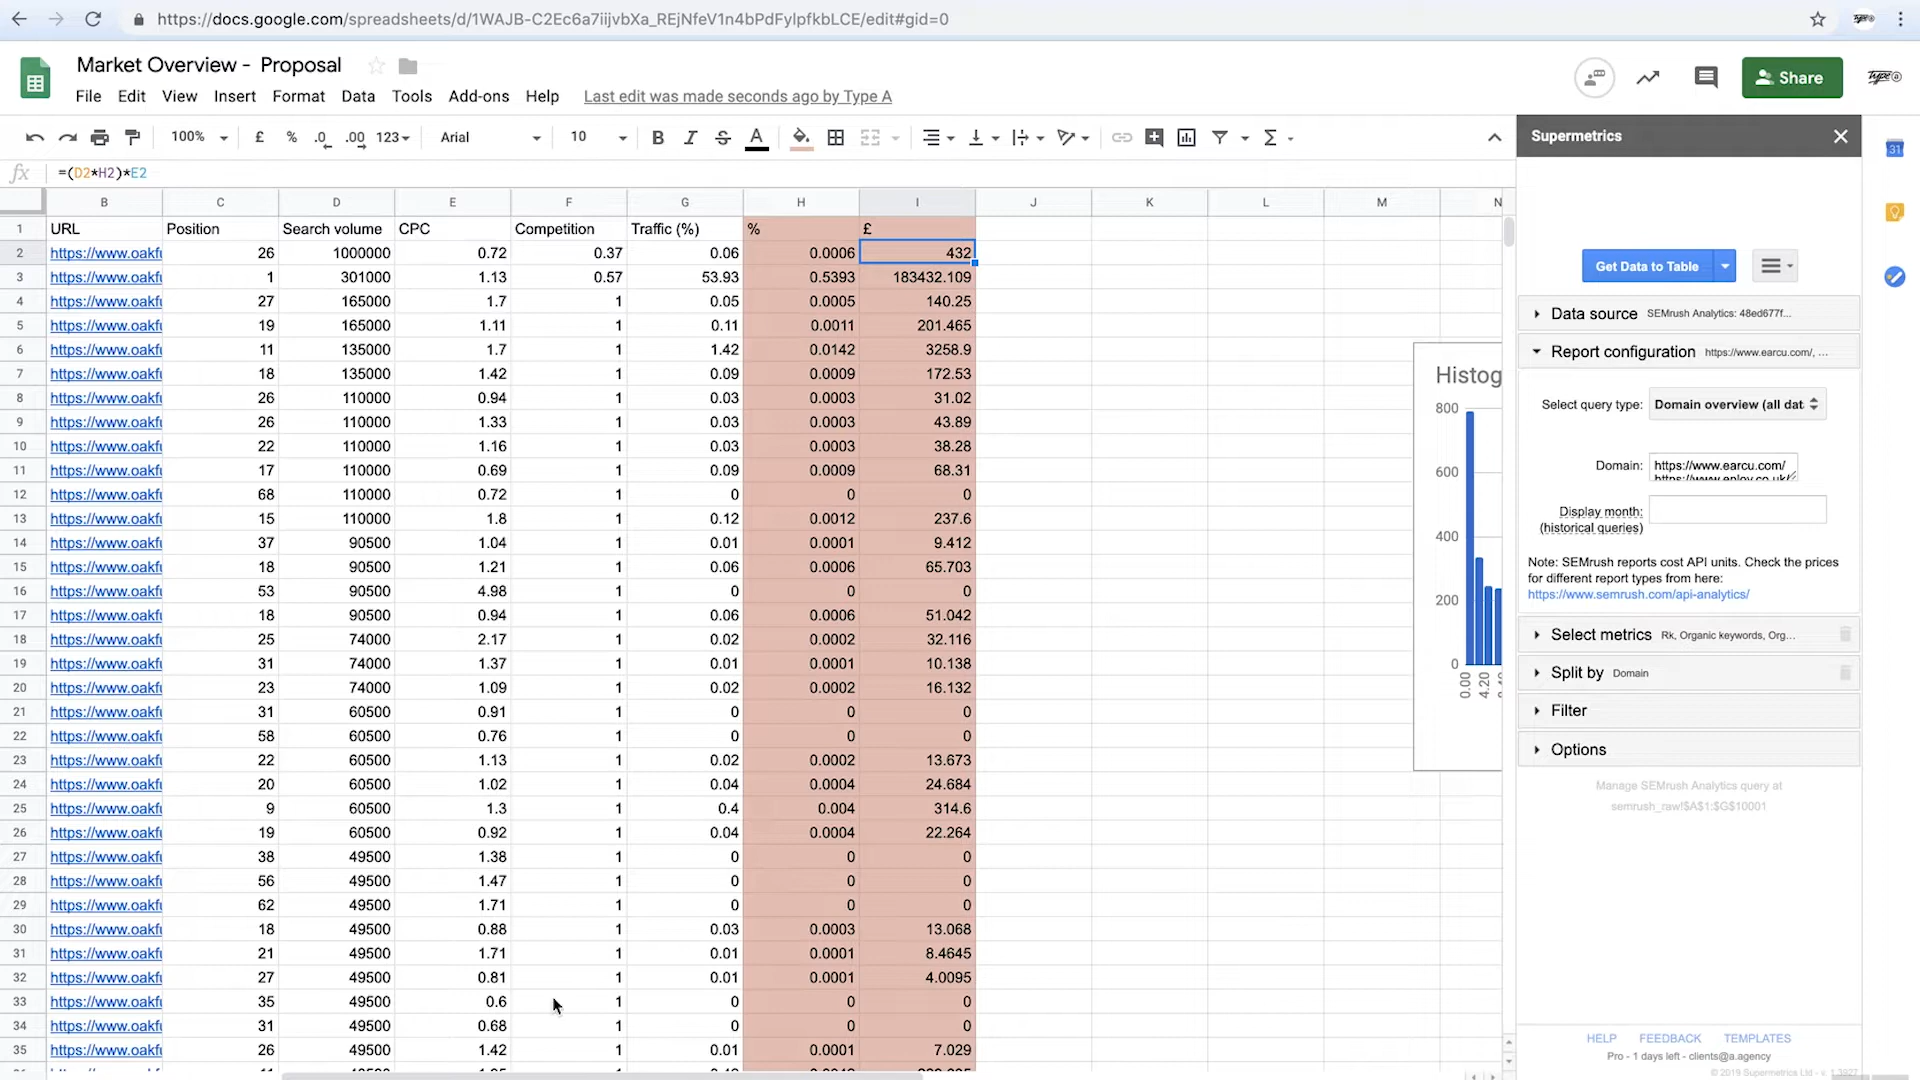 https://docs.google.com/spreadsheets/d/1WAJB-C2Ec6a7iijvbXa_REjNfeV1n4bPdFylpfkbLCE/edit#gid=0
Market Overview - Proposal
File Edit View Insert Format Data Tools Add-ons Help Last edit was made seconds ago by Type A
Share
100% £ % .0 .00 123 Arial 10 B I S A Σ
fx =(D2*H2)*E2
B C D E F G H I J K L M N
1 URL Position Search volume CPC Competition Traffic (%) % £
2 https://www.oakfu 26 1000000 0.72 0.37 0.06 0.0006 432
3 https://www.oakfu 1 301000 1.13 0.57 53.93 0.5393 183432.109
4 https://www.oakfu 27 165000 1.7 1 0.05 0.0005 140.25
5 https://www.oakfu 19 165000 1.11 1 0.11 0.0011 201.465
6 https://www.oakfu 11 135000 1.7 1 1.42 0.0142 3258.9
7 https://www.oakfu 18 135000 1.42 1 0.09 0.0009 172.53
8 https://www.oakfu 26 110000 0.94 1 0.03 0.0003 31.02
9 https://www.oakfu 26 110000 1.33 1 0.03 0.0003 43.89
10 https://www.oakfu 22 110000 1.16 1 0.03 0.0003 38.28
11 https://www.oakfu 17 110000 0.69 1 0.09 0.0009 68.31
12 https://www.oakfu 68 110000 0.72 1 0 0 0
13 https://www.oakfu 15 110000 1.8 1 0.12 0.0012 237.6
14 https://www.oakfu 37 90500 1.04 1 0.01 0.0001 9.412
15 https://www.oakfu 18 90500 1.21 1 0.06 0.0006 65.703
16 https://www.oakfu 53 90500 4.98 1 0 0 0
17 https://www.oakfu 18 90500 0.94 1 0.06 0.0006 51.042
18 https://www.oakfu 25 74000 2.17 1 0.02 0.0002 32.116
19 https://www.oakfu 31 74000 1.37 1 0.01 0.0001 10.138
20 https://www.oakfu 23 74000 1.09 1 0.02 0.0002 16.132
21 https://www.oakfu 31 60500 0.91 1 0 0 0
22 https://www.oakfu 58 60500 0.76 1 0 0 0
23 https://www.oakfu 22 60500 1.13 1 0.02 0.0002 13.673
24 https://www.oakfu 20 60500 1.02 1 0.04 0.0004 24.684
25 https://www.oakfu 9 60500 1.3 1 0.4 0.004 314.6
26 https://www.oakfu 19 60500 0.92 1 0.04 0.0004 22.264
27 https://www.oakfu 38 49500 1.38 1 0 0 0
28 https://www.oakfu 56 49500 1.47 1 0 0 0
29 https://www.oakfu 62 49500 1.71 1 0 0 0
30 https://www.oakfu 18 49500 0.88 1 0.03 0.0003 13.068
31 https://www.oakfu 21 49500 1.71 1 0.01 0.0001 8.4645
32 https://www.oakfu 27 49500 0.81 1 0.01 0.0001 4.0095
33 https://www.oakfu 35 49500 0.6 1 0 0 0
34 https://www.oakfu 31 49500 0.68 1 0 0 0
35 https://www.oakfu 26 49500 1.42 1 0.01 0.0001 7.029
Histog
800
600
400
200
0
0.00
4.20
Supermetrics
Get Data to Table
Data source SEMrush Analytics: 48ed677f...
Report configuration https://www.earcu.com/, ...
Select query type: Domain overview (all dat
Domain: https://www.earcu.com/
Display month:
(historical queries)
Note: SEMrush reports cost API units. Check the prices
for different report types from here:
https://www.semrush.com/api-analytics/
Select metrics Rk, Organic keywords, Org...
Split by Domain
Filter
Options
Manage SEMrush Analytics query at
semrush_raw!$A$1:$G$10001
HELP FEEDBACK TEMPLATES
Pro - 1 days left - clients@a.agency
© 2019 Supermetrics Ltd - v. 1.3927
31